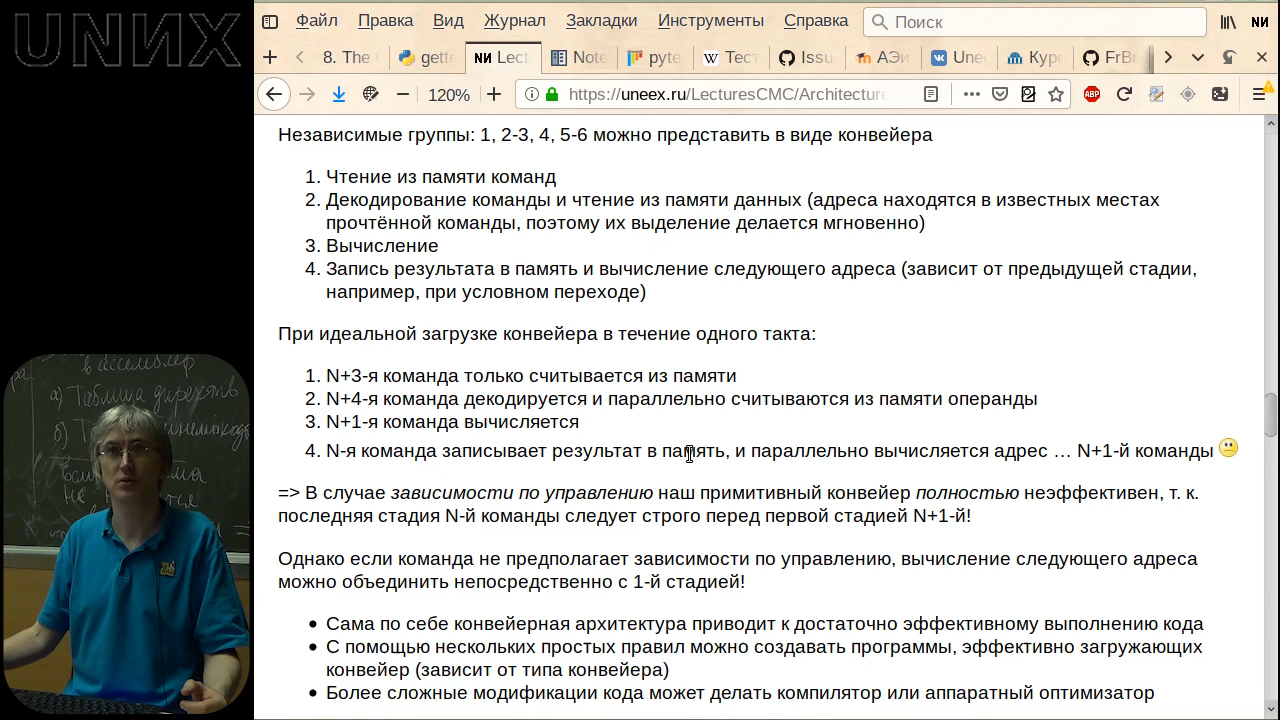 UNИX
Файл Правка Вид Журнал Закладки Инструменты Справка Поиск
8. The gette NИ Lect Note pyte W Тест Issu АЭи Unee Курс FrBr
120% https://uneex.ru/LecturesCMC/Architecture ABP
Независимые группы: 1, 2-3, 4, 5-6 можно представить в виде конвейера
1. Чтение из памяти команд
2. Декодирование команды и чтение из памяти данных (адреса находятся в известных местах
прочтённой команды, поэтому их выделение делается мгновенно)
3. Вычисление
4. Запись результата в память и вычисление следующего адреса (зависит от предыдущей стадии,
например, при условном переходе)
При идеальной загрузке конвейера в течение одного такта:
1. N+3-я команда только считывается из памяти
2. N+4-я команда декодируется и параллельно считываются из памяти операнды
3. N+1-я команда вычисляется
4. N-я команда записывает результат в память, и параллельно вычисляется адрес … N+1-й команды
=> В случае зависимости по управлению наш примитивный конвейер полностью неэффективен, т. к.
последняя стадия N-й команды следует строго перед первой стадией N+1-й!
Однако если команда не предполагает зависимости по управлению, вычисление следующего адреса
можно объединить непосредственно с 1-й стадией!
• Сама по себе конвейерная архитектура приводит к достаточно эффективному выполнению кода
• С помощью нескольких простых правил можно создавать программы, эффективно загружающих
конвейер (зависит от типа конвейера)
• Более сложные модификации кода может делать компилятор или аппаратный оптимизатор
в ассемблер
а) Таблица директив
б)